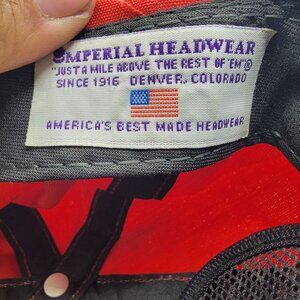 IMPERIAL HEADWEAR
"JUST A MILE ABOVE THE REST OF 'EM"®
SINCE 1916 DENVER, COLORADO
AMERICA'S BEST MADE HEADWEAR